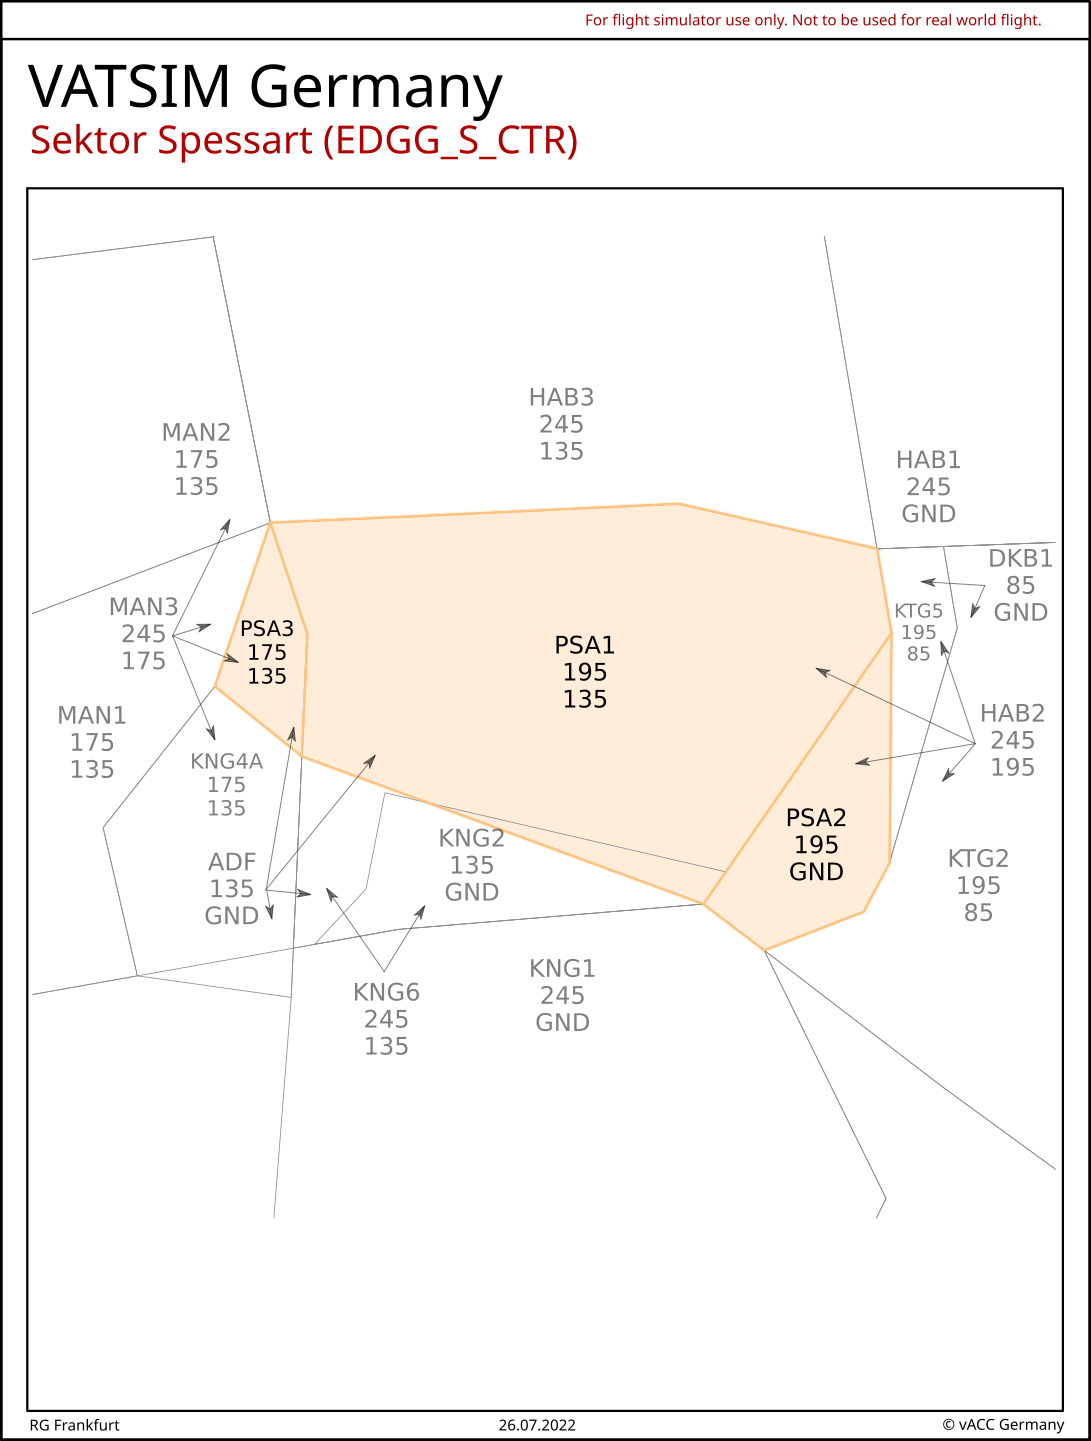 For flight simulator use only. Not to be used for real world flight.
VATSIM Germany
Sektor Spessart (EDGG_S_CTR)
HAB3
245
135
MAN2
175
135
HAB1
245
GND
DKB1
85
GND
MAN3
245
175
KTG5
195
85
PSA3
175
135
PSA1
195
135
MAN1
175
135
HAB2
245
195
KNG4A
175
135
PSA2
195
GND
KNG2
135
GND
ADF
135
GND
KTG2
195
85
KNG1
245
GND
KNG6
245
135
RG Frankfurt
26.07.2022
© vACC Germany